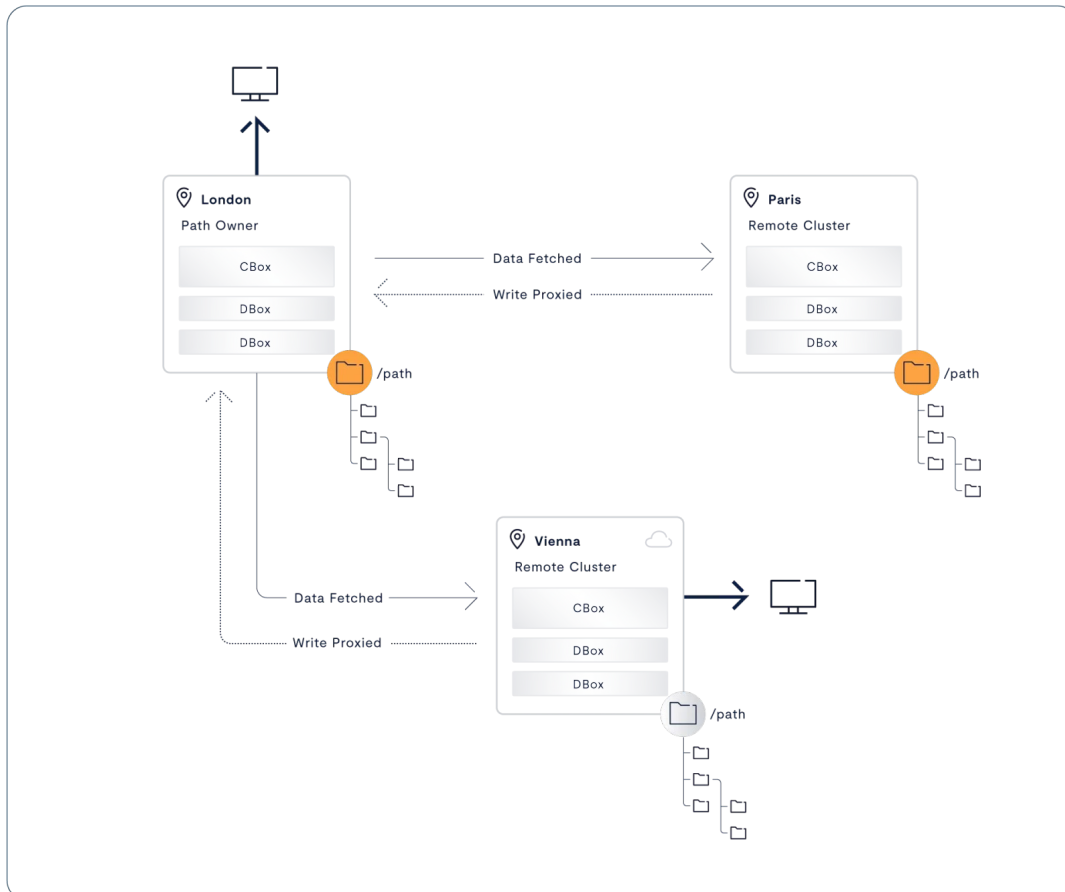 London
Path Owner
CBox
DBox
DBox
/path
Data Fetched
Write Proxied
Paris
Remote Cluster
CBox
DBox
DBox
/path
Vienna
Remote Cluster
CBox
DBox
DBox
/path
Data Fetched
Write Proxied